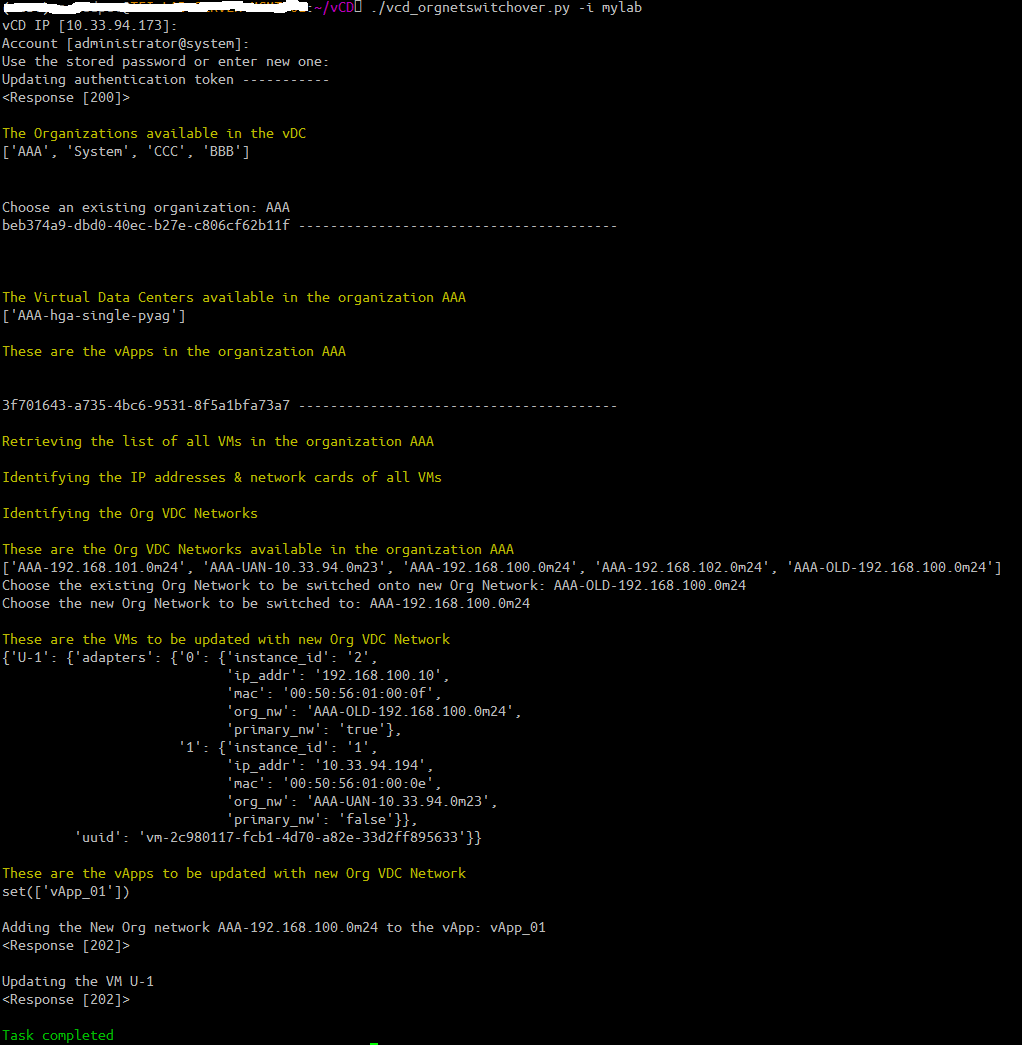 :~/vCD ./vcd_orgnetswitchover.py -i mylab
vCD IP [10.33.94.173]:
Account [administrator@system]:
Use the stored password or enter new one:
Updating authentication token -----------
<Response [200]>
The Organizations available in the vDC
['AAA', 'System', 'CCC', 'BBB']
Choose an existing organization: AAA
beb374a9-dbd0-40ec-b27e-c806cf62b11f ----------------------------------------
The Virtual Data Centers available in the organization AAA
['AAA-hga-single-pyag']
These are the vApps in the organization AAA
3f701643-a735-4bc6-9531-8f5a1bfa73a7 ----------------------------------------
Retrieving the list of all VMs in the organization AAA
Identifying the IP addresses & network cards of all VMs
Identifying the Org VDC Networks
These are the Org VDC Networks available in the organization AAA
['AAA-192.168.101.0m24', 'AAA-UAN-10.33.94.0m23', 'AAA-192.168.100.0m24', 'AAA-192.168.102.0m24', 'AAA-OLD-192.168.100.0m24']
Choose the existing Org Network to be switched onto new Org Network: AAA-OLD-192.168.100.0m24
Choose the new Org Network to be switched to: AAA-192.168.100.0m24
These are the VMs to be updated with new Org VDC Network
{'U-1': {'adapters': {'0': {'instance_id': '2',
'ip_addr': '192.168.100.10',
'mac': '00:50:56:01:00:0f',
'org_nw': 'AAA-OLD-192.168.100.0m24',
'primary_nw': 'true'},
'1': {'instance_id': '1',
'ip_addr': '10.33.94.194',
'mac': '00:50:56:01:00:0e',
'org_nw': 'AAA-UAN-10.33.94.0m23',
'primary_nw': 'false'}},
'uuid': 'vm-2c980117-fcb1-4d70-a82e-33d2ff895633'}}
These are the vApps to be updated with new Org VDC Network
set(['vApp_01'])
Adding the New Org network AAA-192.168.100.0m24 to the vApp: vApp_01
<Response [202]>
Updating the VM U-1
<Response [202]>
Task completed